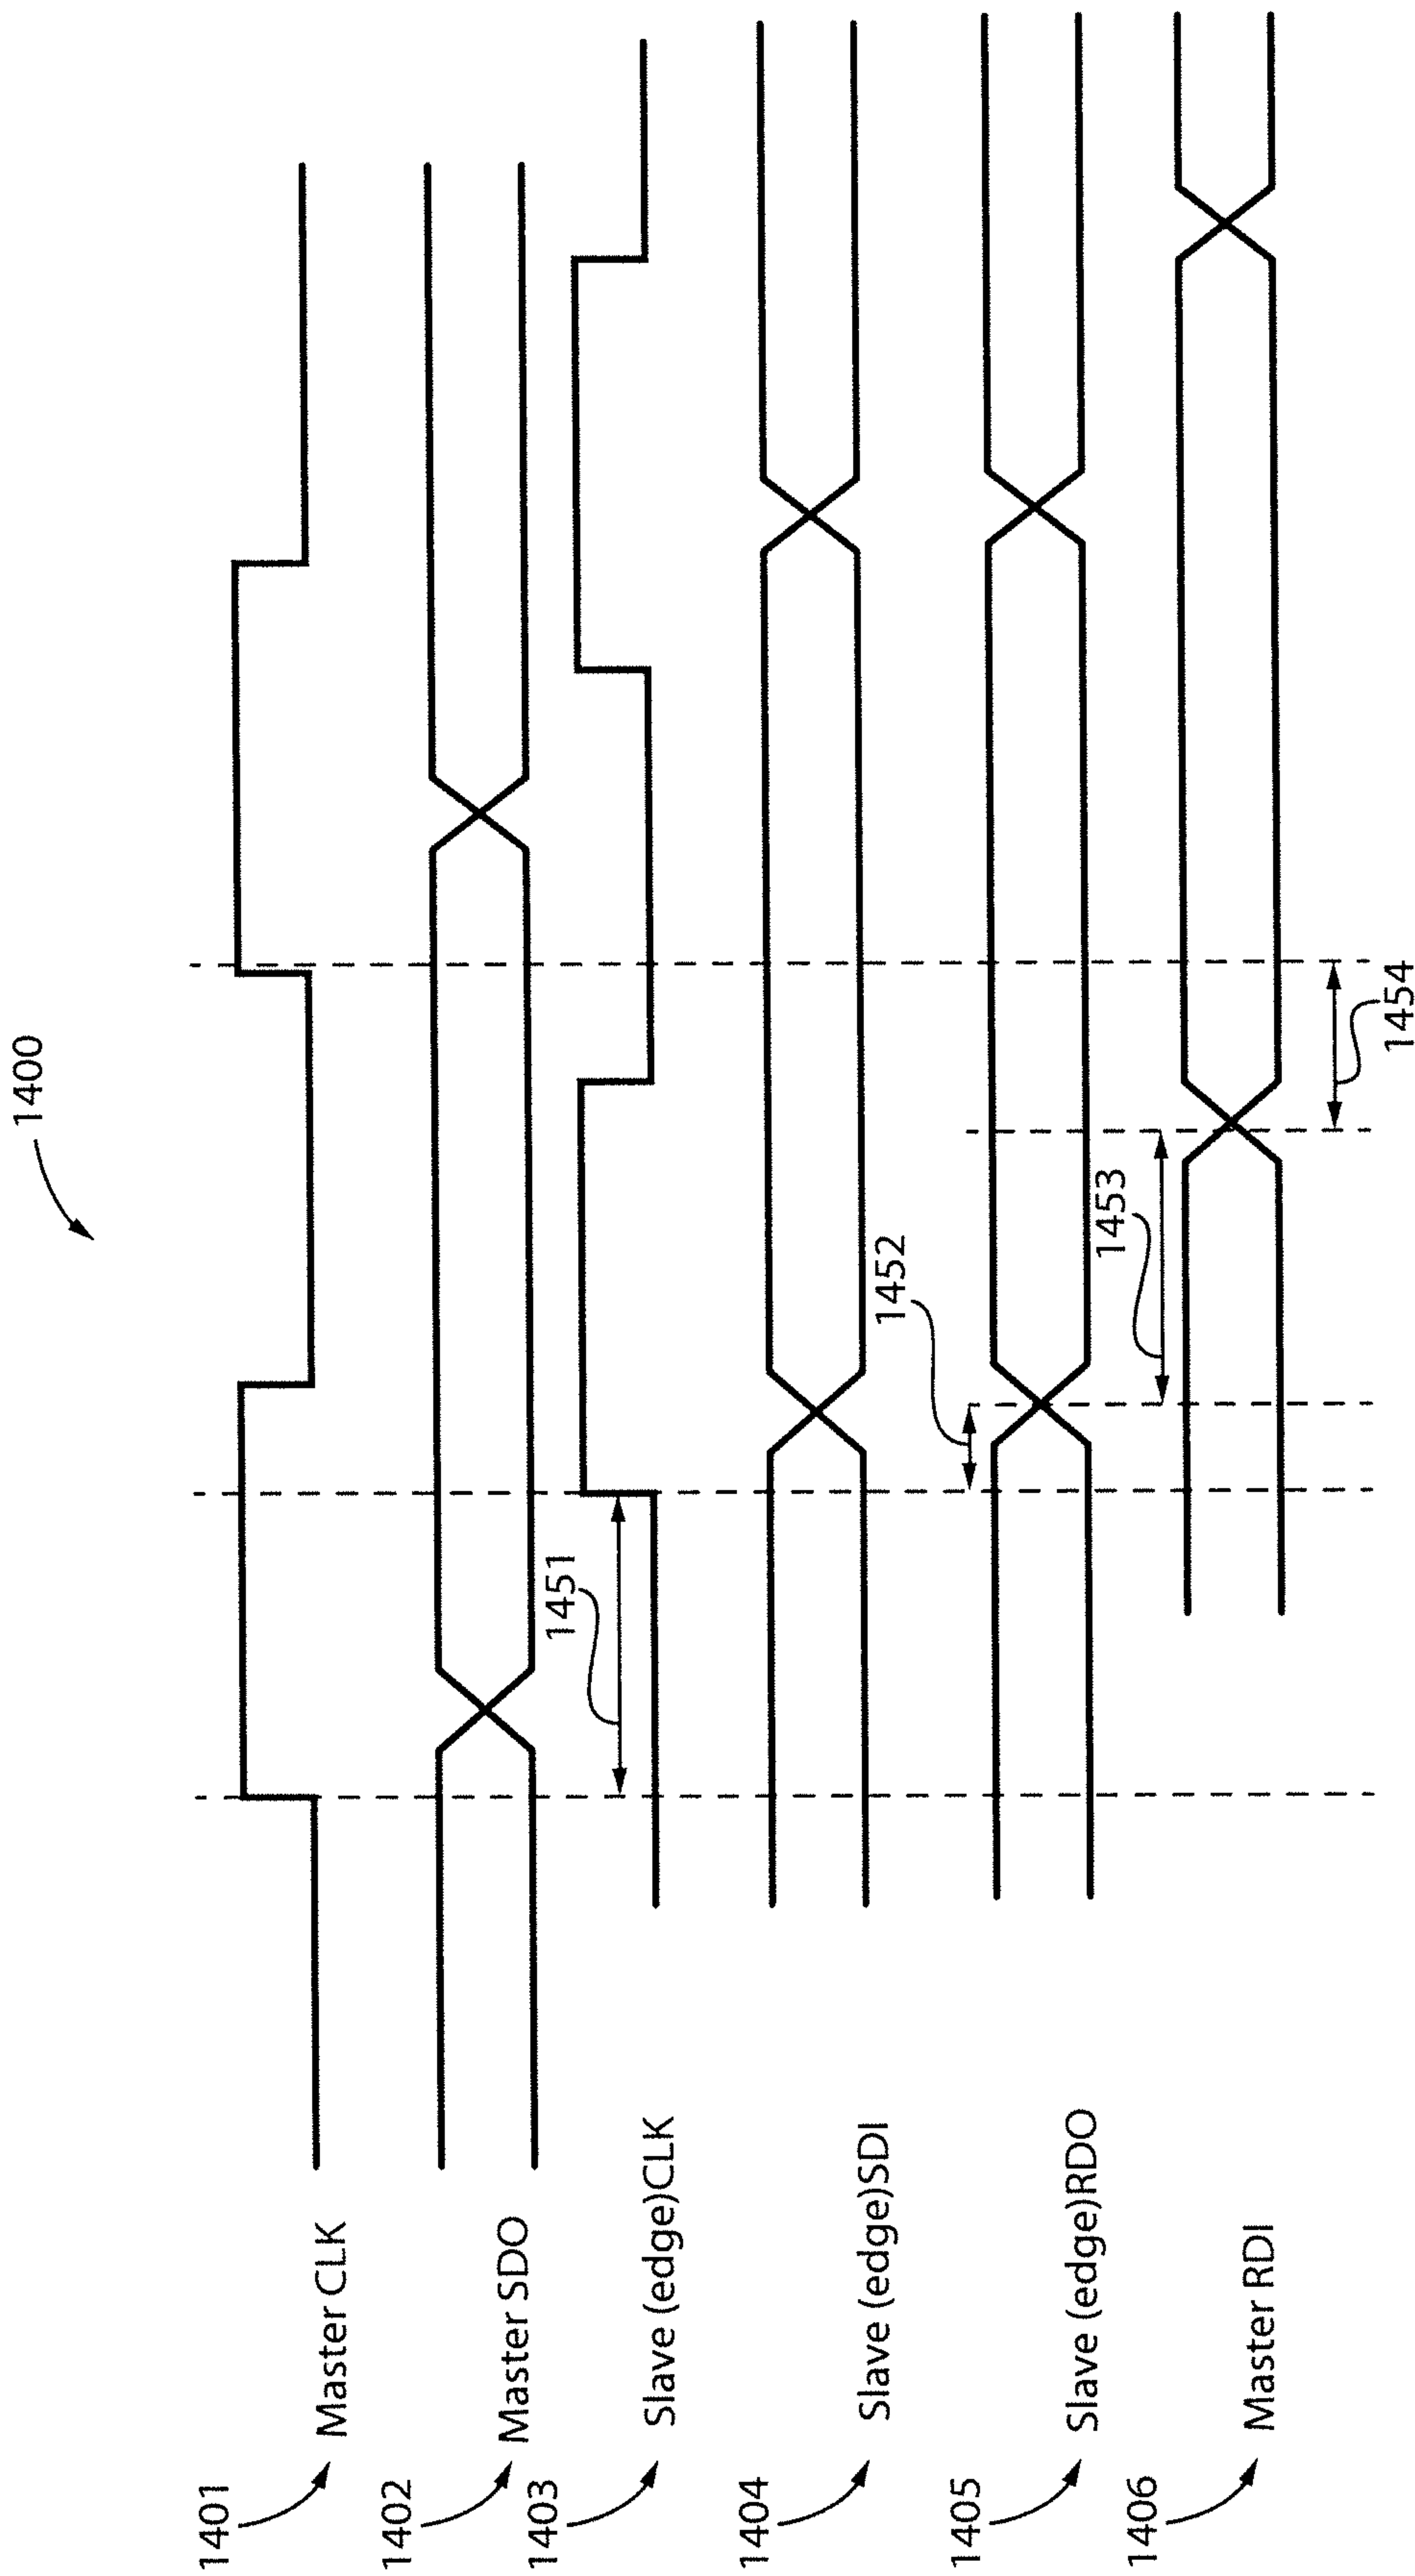 1400
1401
Master CLK
1402
Master SDO
1451
1403
Slave (edge)CLK
1404
Slave (edge)SDI
1452
1405
Slave (edge)RDO
1453
1406
Master RDI
1454